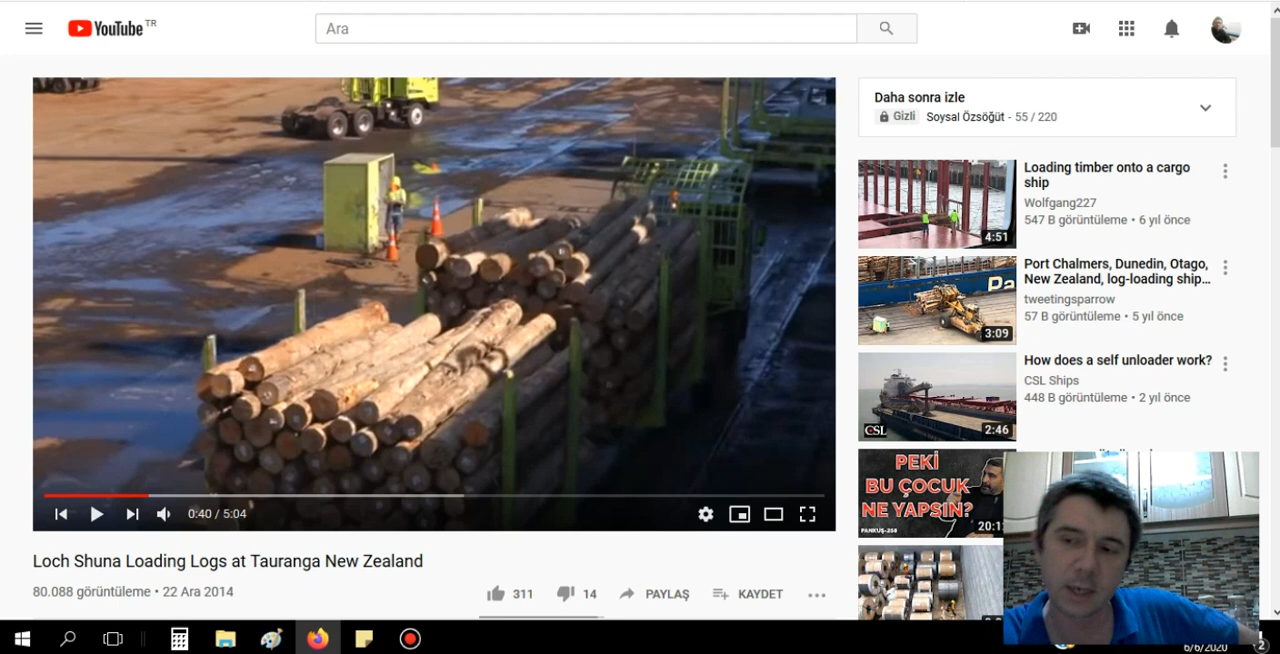 YouTube TR
Ara
Daha sonra izle
Gizli Soysal Özsöğüt - 55 / 220
Loading timber onto a cargo
ship
Wolfgang227
547 B görüntüleme • 6 yıl önce
4:51
Port Chalmers, Dunedin, Otago,
New Zealand, log-loading ship...
tweetingsparrow
57 B görüntüleme • 5 yıl önce
3:09
How does a self unloader work?
CSL Ships
448 B görüntüleme • 2 yıl önce
CSL
2:46
PEKİ
BU ÇOCUK
NE YAPSIN?
PANKUŞ-258
0:40 / 5:04
Loch Shuna Loading Logs at Tauranga New Zealand
80.088 görüntüleme • 22 Ara 2014
311
14
PAYLAŞ
KAYDET
6/6/2020
2